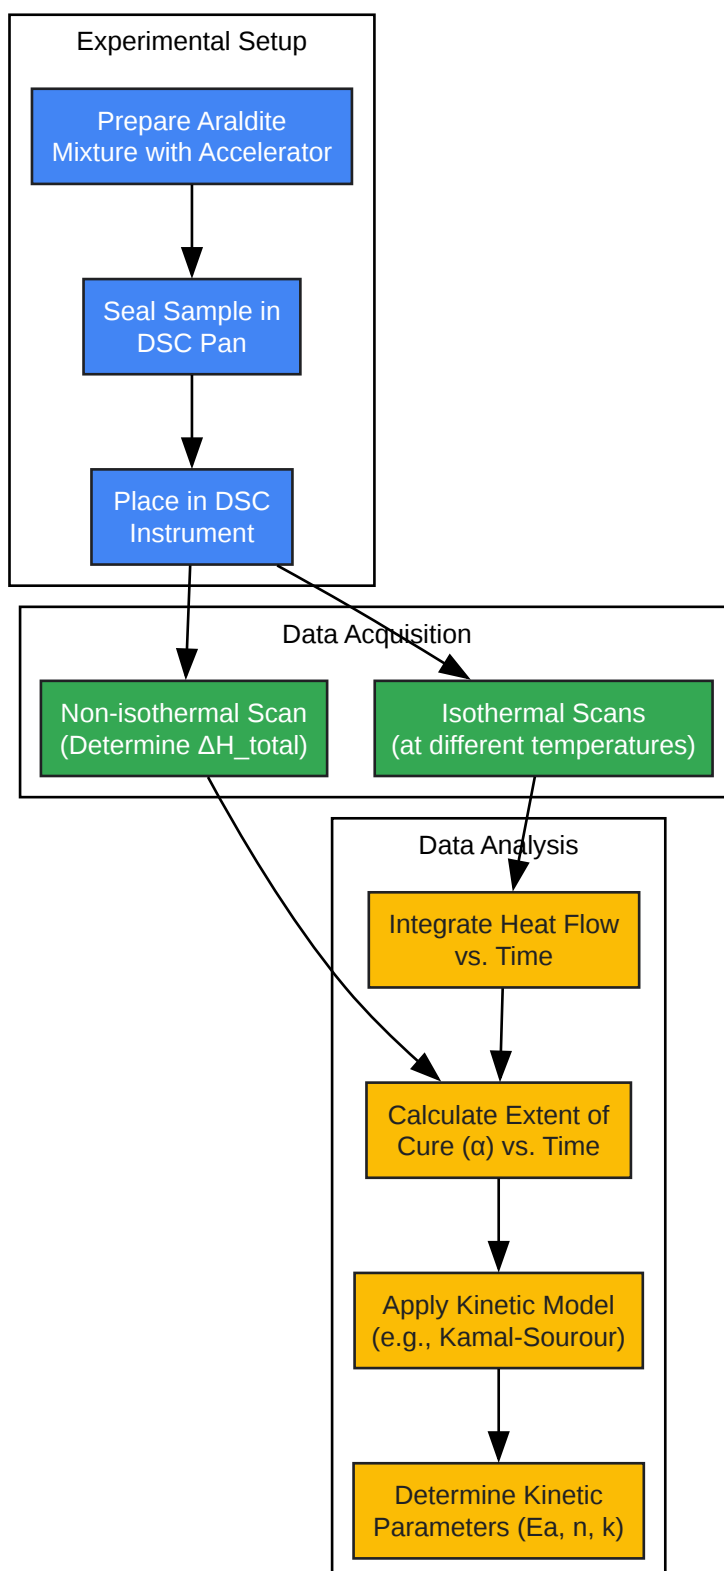 Experimental Setup
Prepare Araldite
Mixture with Accelerator
Seal Sample in
DSC Pan
Place in DSC
Instrument
Data Acquisition
Non-isothermal Scan
(Determine ΔH_total)
Isothermal Scans
(at different temperatures)
Data Analysis
Integrate Heat Flow
vs. Time
Calculate Extent of
Cure (α) vs. Time
Apply Kinetic Model
(e.g., Kamal-Sourour)
Determine Kinetic
Parameters (Ea, n, k)